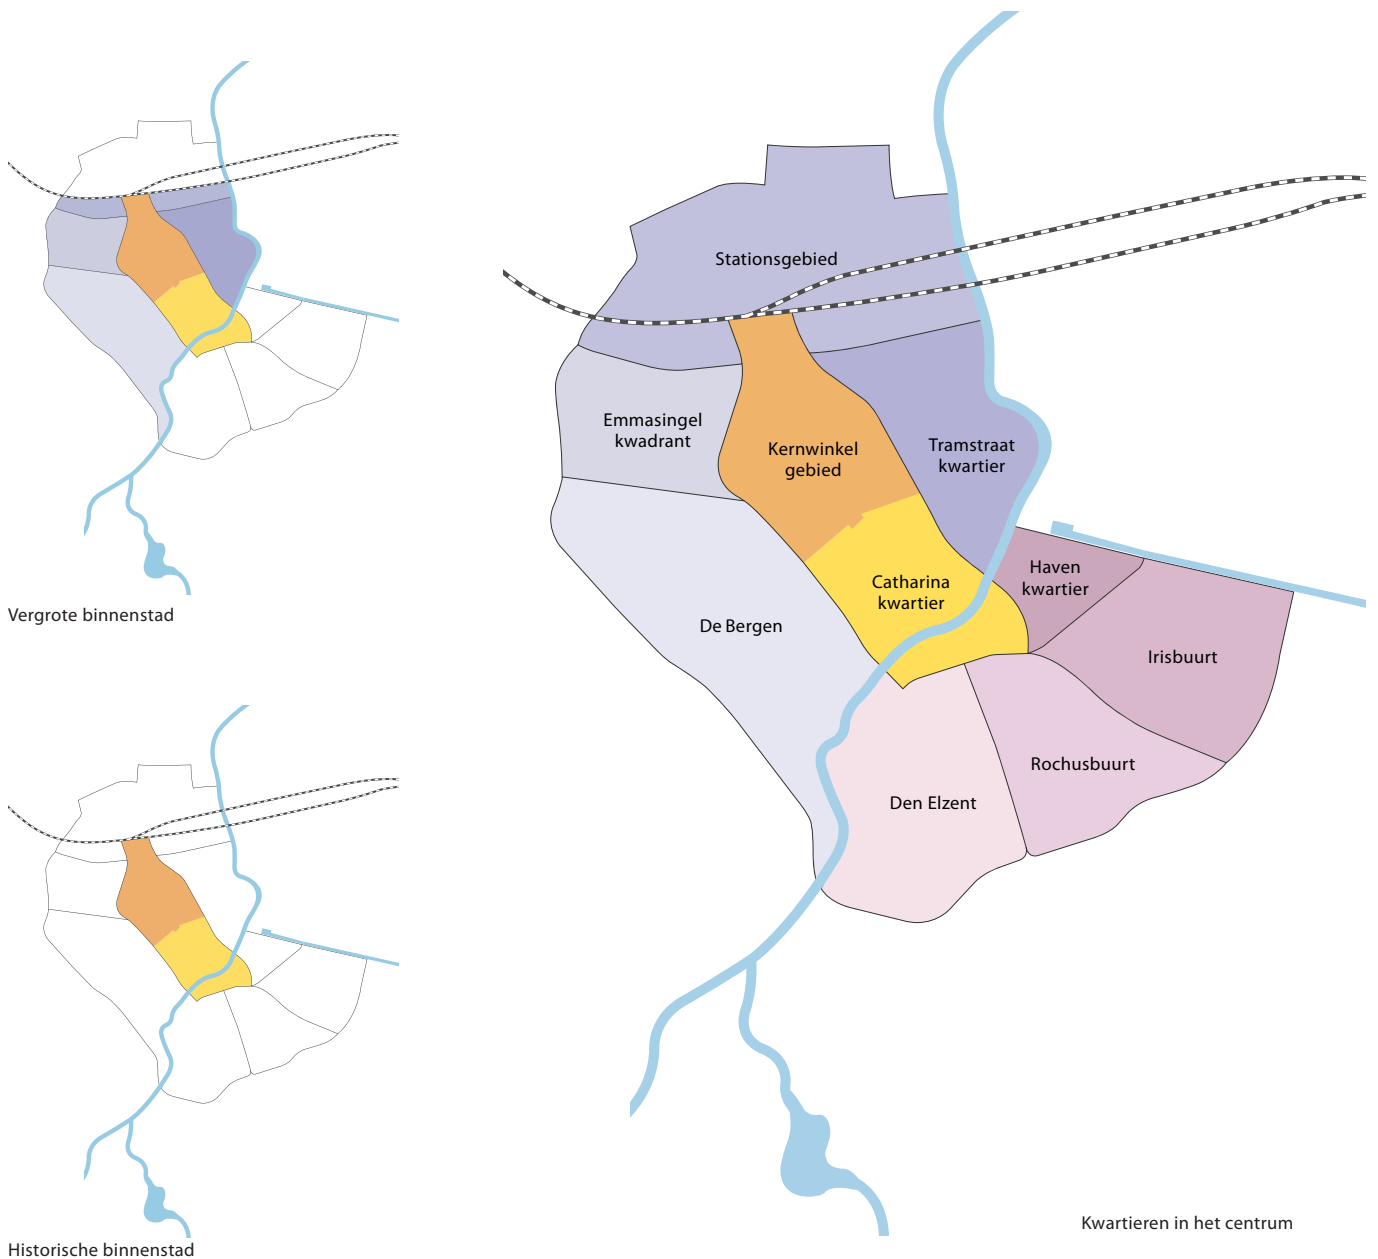 Stationsgebied
Emmasingel
kwadrant
Kernwinkel
gebied
Tramstraat
kwartier
Catharina
kwartier
Haven
kwartier
De Bergen
Irisbuurt
Rochusbuurt
Den Elzent
Vergrote binnenstad
Historische binnenstad
Kwartieren in het centrum